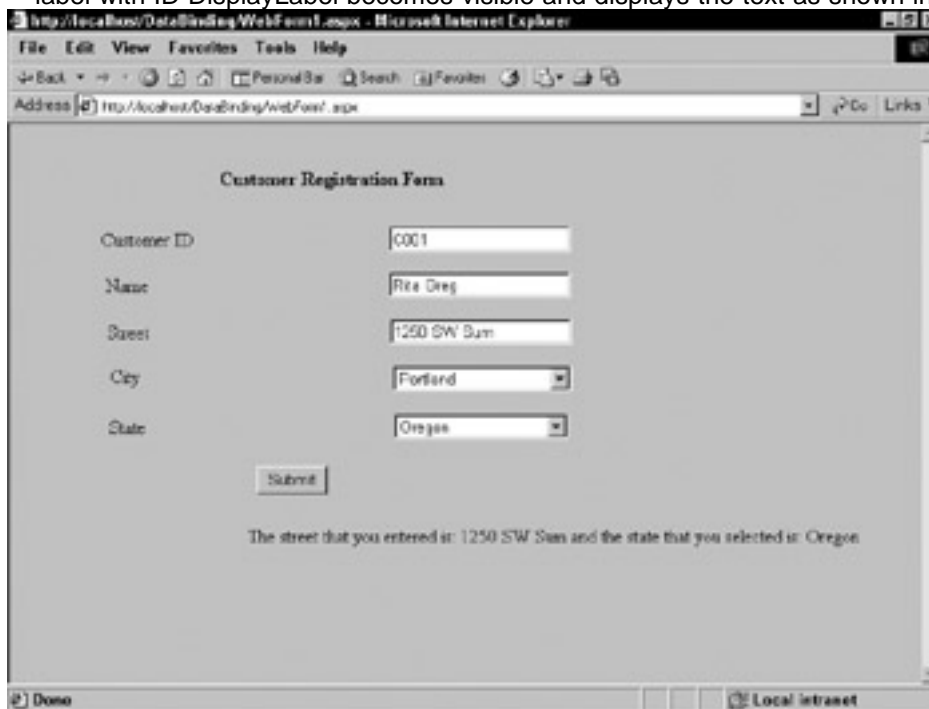 label with ID DisplayLabel becomes visible and displays the text as shown in
http://localhost/DataBinding/WebForm1.aspx - Microsoft Internet Explorer
File Edit View Favorites Tools Help
Back Personal Bar Search Favorites
Address http://localhost/DataBinding/WebForm1.aspx Go Links
Customer Registration Form
Customer ID C001
Name Rita Greg
Street 1250 SW Sum
City Portland
State Oregon
Submit
The street that you entered is: 1250 SW Sum and the state that you selected is: Oregon
Done Local intranet